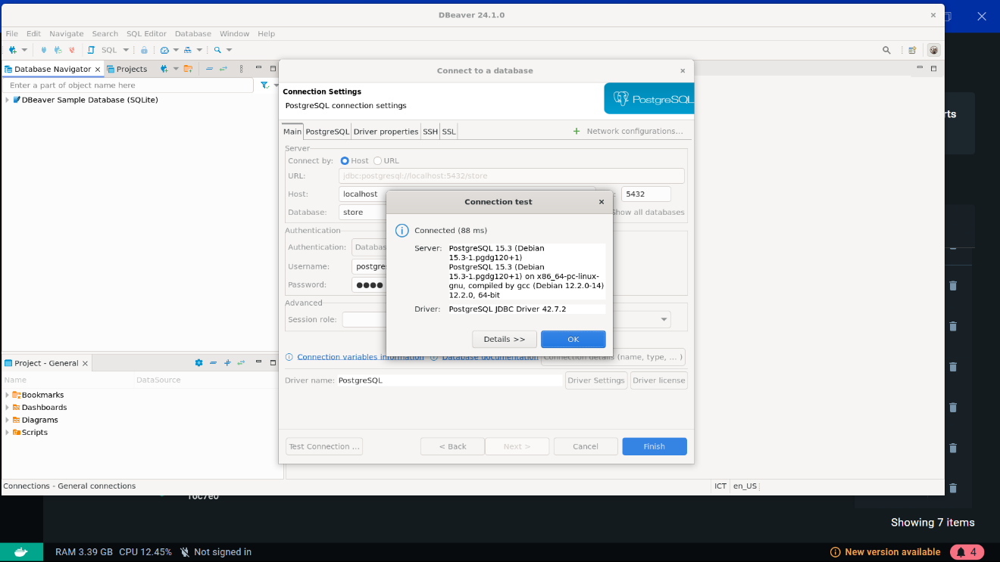 DBeaver 24.1.0
File Edit Navigate Search SQL Editor Database Window Help
SQL
Database Navigator Projects
Enter a part of object name here
DBeaver Sample Database (SQLite)
Connect to a database
Connection Settings
PostgreSQL connection settings
PostgreSQL
Main PostgreSQL Driver properties SSH SSL Network configurations...
Server
Connect by: Host URL
URL: jdbc:postgresql://localhost:5432/store
Host: localhost 5432
Database: store Show all databases
Authentication
Authentication:
Username:
Password:
Advanced
Session role:
Connection test
Connected (88 ms)
Server: PostgreSQL 15.3 (Debian
15.3-1.pgdg120+1)
PostgreSQL 15.3 (Debian
15.3-1.pgdg120+1) on x86_64-pc-linux-
gnu, compiled by gcc (Debian 12.2.0-14)
12.2.0, 64-bit
Driver: PostgreSQL JDBC Driver 42.7.2
Details >> OK
Connection variables information Database documentation Connection details (name, type, ... )
Driver name: PostgreSQL Driver Settings Driver license
Test Connection ... < Back Next > Cancel Finish
Project - General
Name DataSource
Bookmarks
Dashboards
Diagrams
Scripts
Connections - General connections ICT en_US
Showing 7 items
RAM 3.39 GB CPU 12.45% Not signed in New version available 4